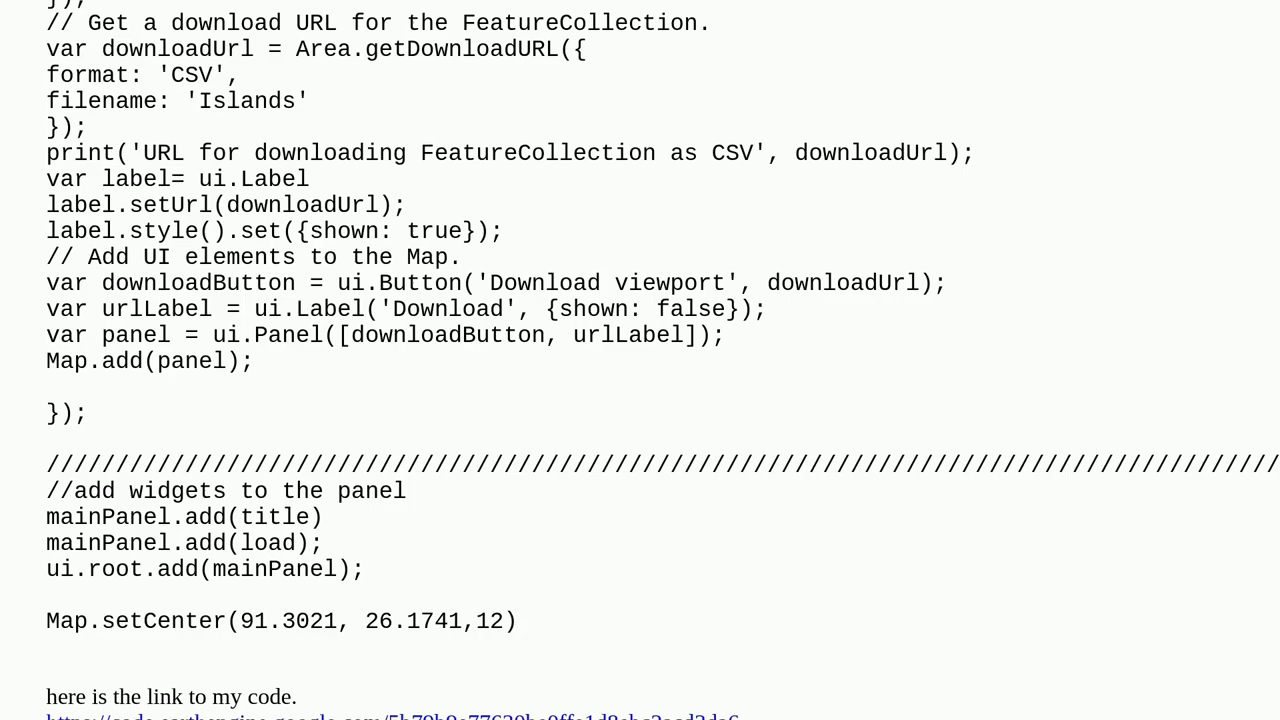 });
// Get a download URL for the FeatureCollection.
var downloadUrl = Area.getDownloadURL({
format: 'CSV',
filename: 'Islands'
});
print('URL for downloading FeatureCollection as CSV', downloadUrl);
var label= ui.Label
label.setUrl(downloadUrl);
label.style().set({shown: true});
// Add UI elements to the Map.
var downloadButton = ui.Button('Download viewport', downloadUrl);
var urlLabel = ui.Label('Download', {shown: false});
var panel = ui.Panel([downloadButton, urlLabel]);
Map.add(panel);
});
/////////////////////////////////////////////////////////////////////////////////////////
//add widgets to the panel
mainPanel.add(title)
mainPanel.add(load);
ui.root.add(mainPanel);
Map.setCenter(91.3021, 26.1741,12)
here is the link to my code.